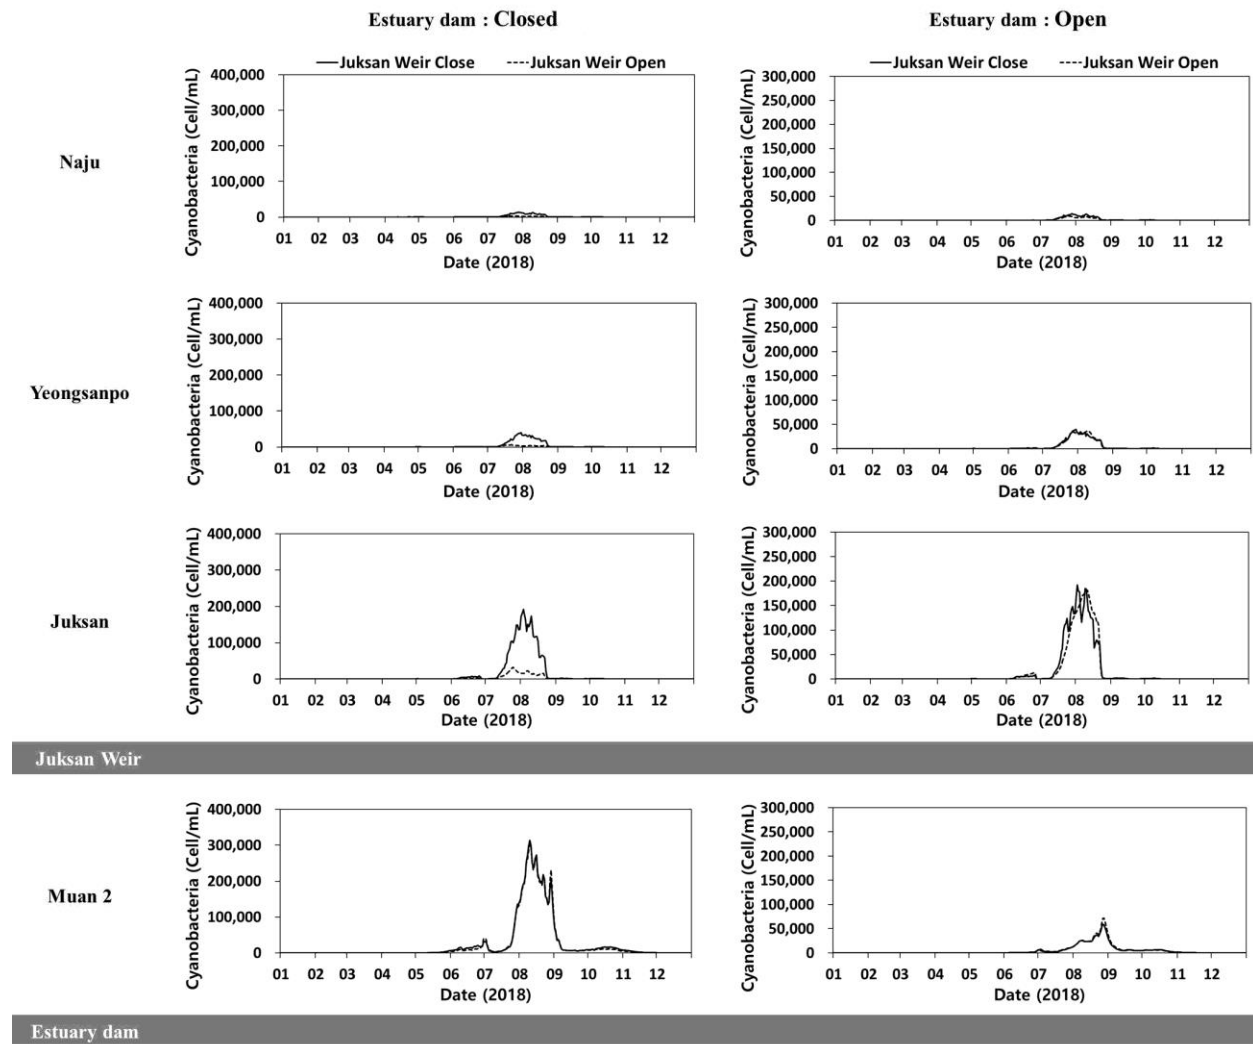 Estuary dam : Closed
Estuary dam : Open
Naju
Juksan Weir Close
Juksan Weir Open
Cyanobacteria (Cell/mL)
400,000
300,000
200,000
100,000
0
01 02 03 04 05 06 07 08 09 10 11 12
Date (2018)
Juksan Weir Close
Juksan Weir Open
Cyanobacteria (Cell/mL)
300,000
250,000
200,000
150,000
100,000
50,000
0
01 02 03 04 05 06 07 08 09 10 11 12
Date (2018)
Yeongsanpo
Cyanobacteria (Cell/mL)
400,000
300,000
200,000
100,000
0
01 02 03 04 05 06 07 08 09 10 11 12
Date (2018)
Cyanobacteria (Cell/mL)
300,000
250,000
200,000
150,000
100,000
50,000
0
01 02 03 04 05 06 07 08 09 10 11 12
Date (2018)
Juksan
Cyanobacteria (Cell/mL)
400,000
300,000
200,000
100,000
0
01 02 03 04 05 06 07 08 09 10 11 12
Date (2018)
Cyanobacteria (Cell/mL)
300,000
250,000
200,000
150,000
100,000
50,000
0
01 02 03 04 05 06 07 08 09 10 11 12
Date (2018)
Juksan Weir
Muan 2
Cyanobacteria (Cell/mL)
400,000
300,000
200,000
100,000
0
01 02 03 04 05 06 07 08 09 10 11 12
Date (2018)
Cyanobacteria (Cell/mL)
300,000
250,000
200,000
150,000
100,000
50,000
0
01 02 03 04 05 06 07 08 09 10 11 12
Date (2018)
Estuary dam